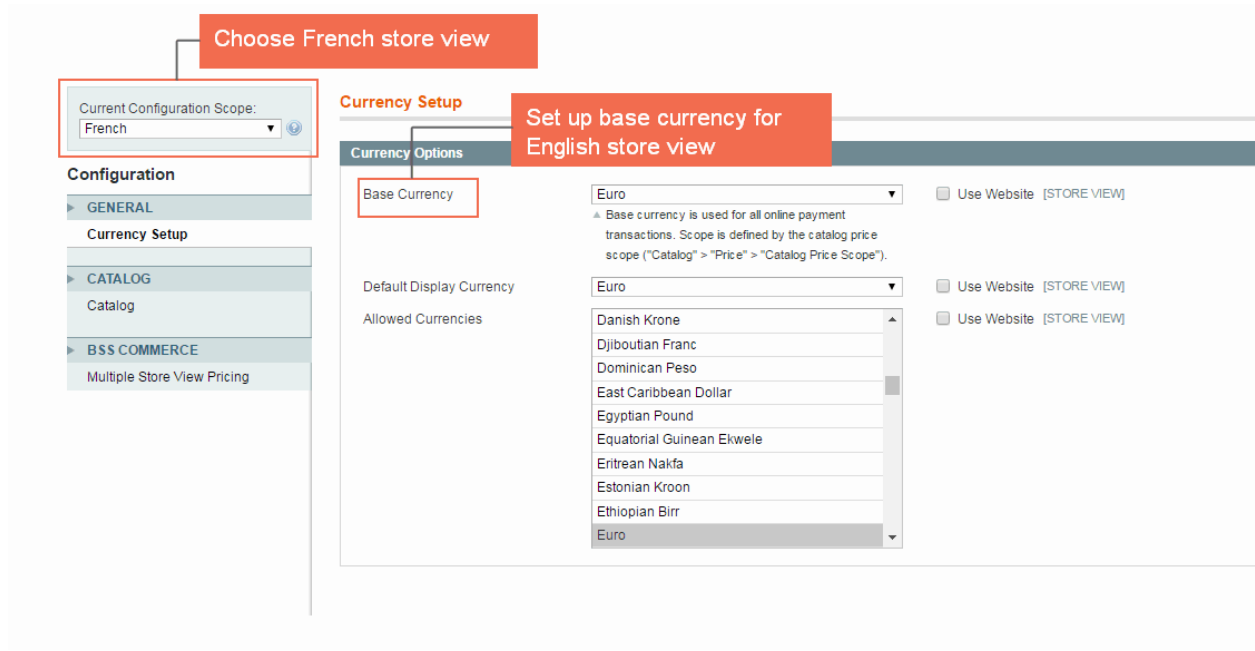 Choose French store view
Current Configuration Scope:
French
Currency Setup
Set up base currency for
English store view
Currency Options
Configuration
GENERAL
Currency Setup
CATALOG
Catalog
BSS COMMERCE
Multiple Store View Pricing
Base Currency
Euro
Use Website [STORE VIEW]
Base currency is used for all online payment
transactions. Scope is defined by the catalog price
scope ("Catalog" > "Price" > "Catalog Price Scope").
Default Display Currency
Euro
Use Website [STORE VIEW]
Allowed Currencies
Danish Krone
Use Website [STORE VIEW]
Djiboutian Franc
Dominican Peso
East Caribbean Dollar
Egyptian Pound
Equatorial Guinean Ekwele
Eritrean Nakfa
Estonian Kroon
Ethiopian Birr
Euro